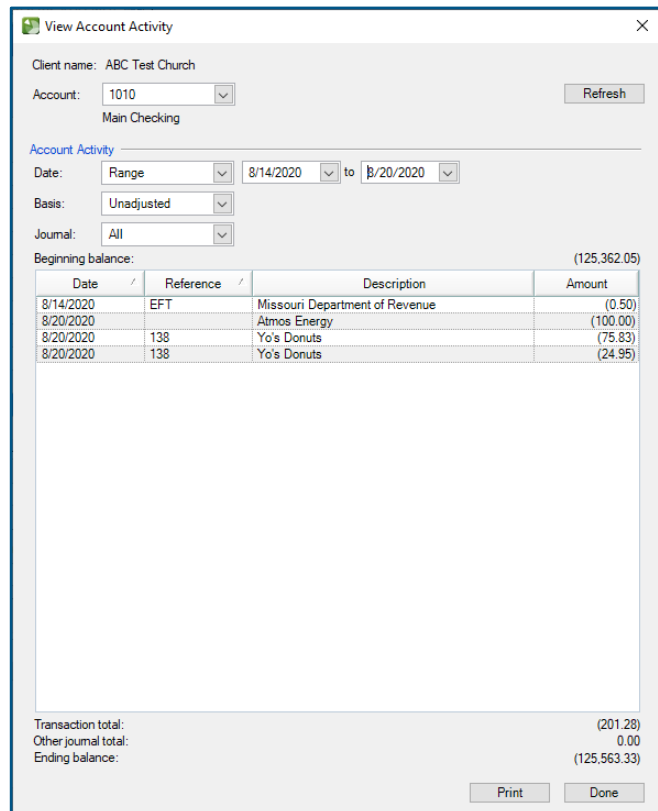 View Account Activity
Client name: ABC Test Church
Account: 1010 Refresh
Main Checking
Account Activity
Date: Range 8/14/2020 to 8/20/2020
Basis: Unadjusted
Journal: All
Beginning balance: (125,362.05)
Date Reference Description Amount
8/14/2020 EFT Missouri Department of Revenue (0.50)
8/20/2020 Atmos Energy (100.00)
8/20/2020 138 Yo's Donuts (75.83)
8/20/2020 138 Yo's Donuts (24.95)
Transaction total: (201.28)
Other journal total: 0.00
Ending balance: (125,563.33)
Print Done